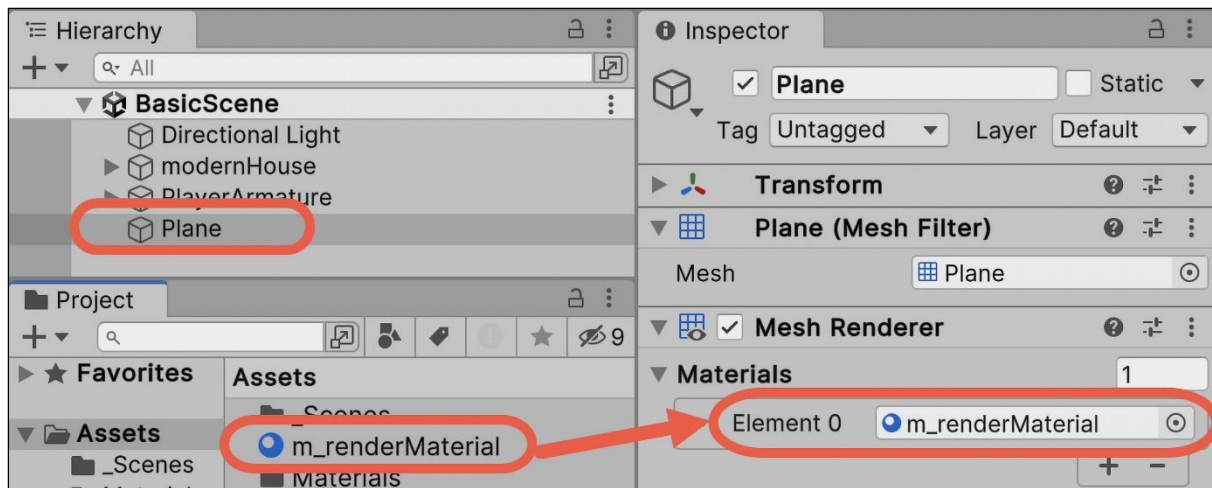 Hierarchy
All
BasicScene
Directional Light
modernHouse
PlayerArmature
Plane
Project
9
Favorites
Assets
_Scenes
Assets
m_renderMaterial
_Scenes
Materials
Inspector
Plane Static
Tag Untagged Layer Default
Transform
Plane (Mesh Filter)
Mesh Plane
Mesh Renderer
Materials 1
Element 0 m_renderMaterial